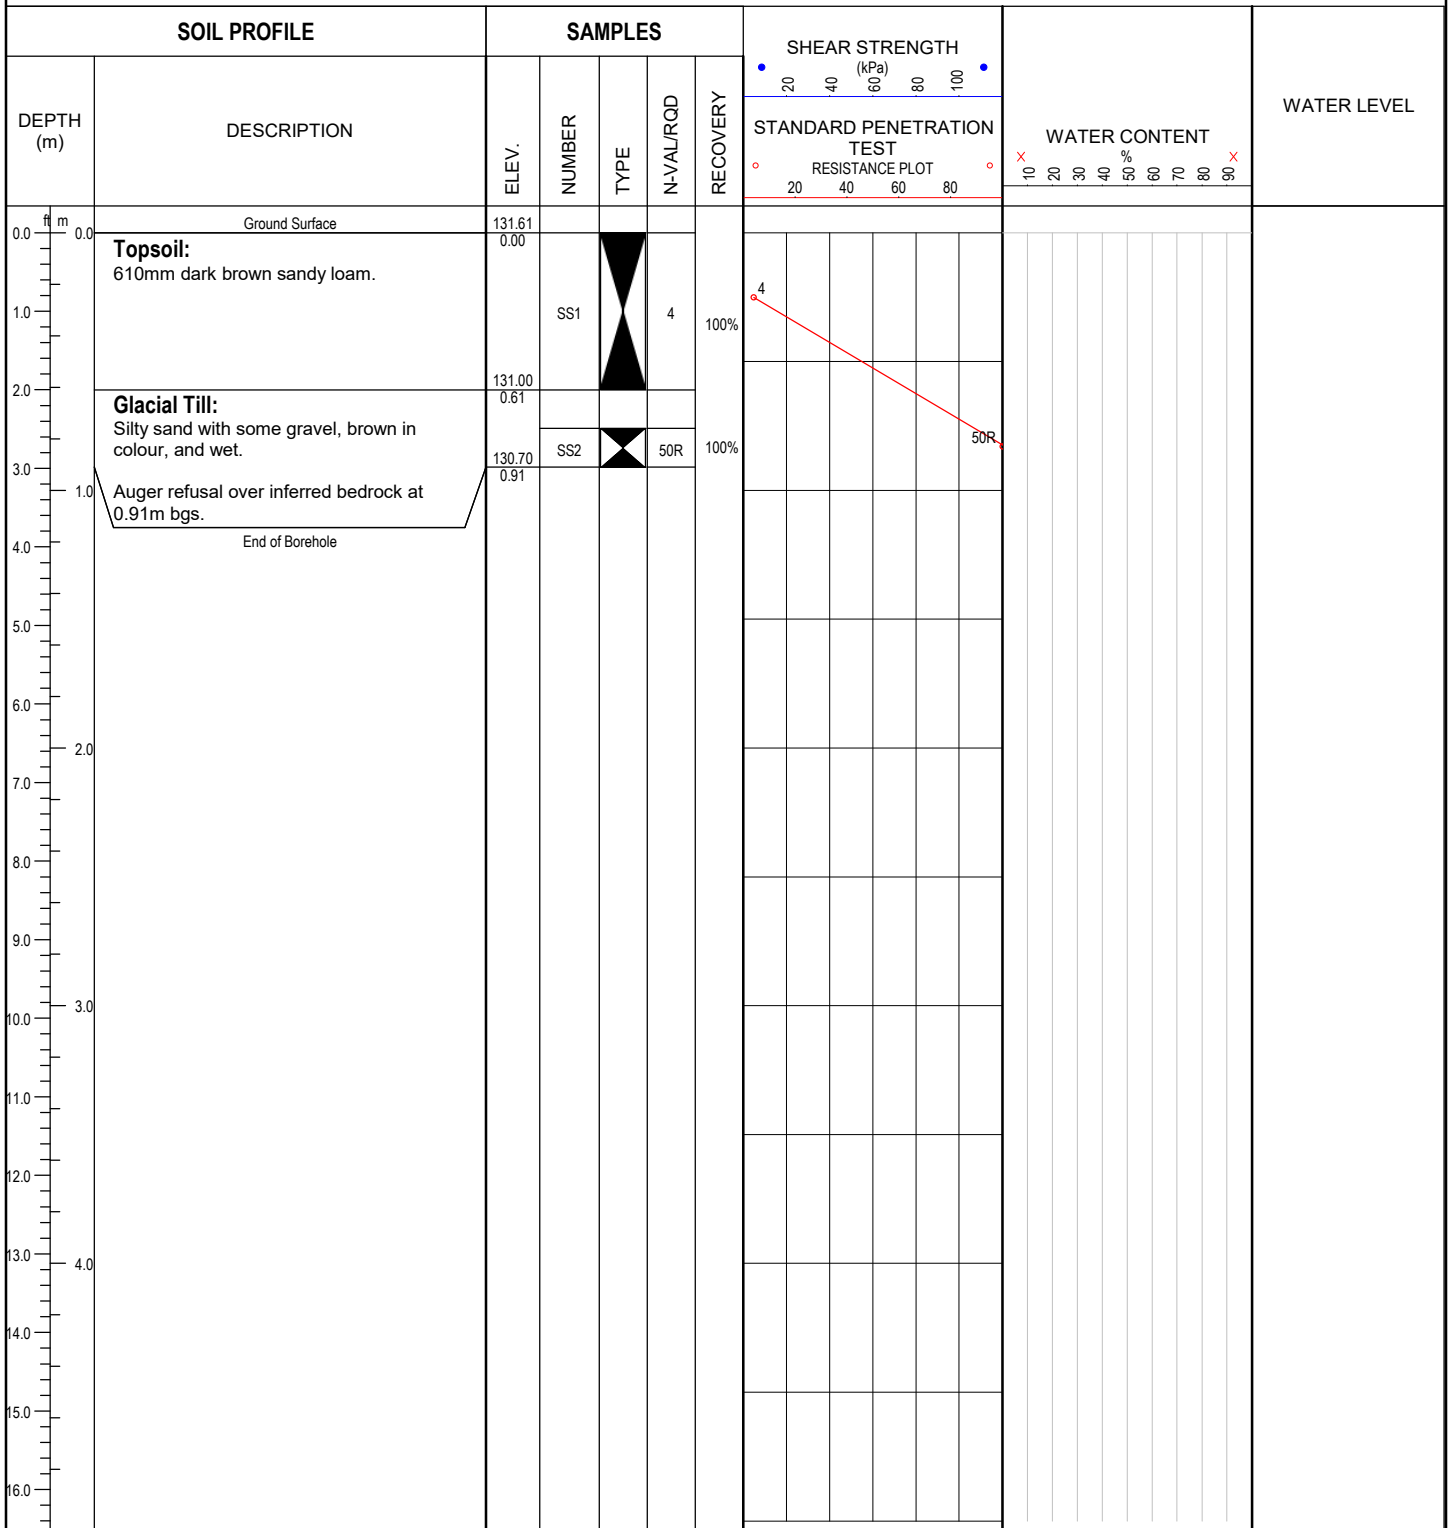 SOIL PROFILE
SAMPLES
DEPTH
(m)
DESCRIPTION
ELEV.
NUMBER
TYPE
N-VAL/RQD
RECOVERY
SHEAR STRENGTH
(kPa)
20 40 60 80 100
STANDARD PENETRATION
TEST
RESISTANCE PLOT
20 40 60 80
WATER CONTENT
%
10 20 30 40 50 60 70 80 90
WATER LEVEL
ft m
0.0 0.0
Ground Surface
131.61
0.00
Topsoil:
610mm dark brown sandy loam.
1.0
SS1
4
100%
4
2.0
131.00
0.61
Glacial Till:
Silty sand with some gravel, brown in
colour, and wet.
130.70
SS2
50R
100%
50R
3.0
0.91
1.0
Auger refusal over inferred bedrock at
0.91m bgs.
End of Borehole
4.0
5.0
6.0
2.0
7.0
8.0
9.0
3.0
10.0
11.0
12.0
13.0
4.0
14.0
15.0
16.0